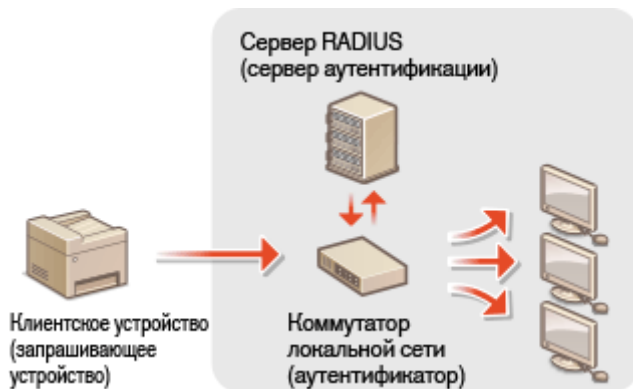 Сервер RADIUS
(сервер аутентификации)
Клиентское устройство
(запрашивающее
устройство)
Коммутатор
локальной сети
(аутентификатор)